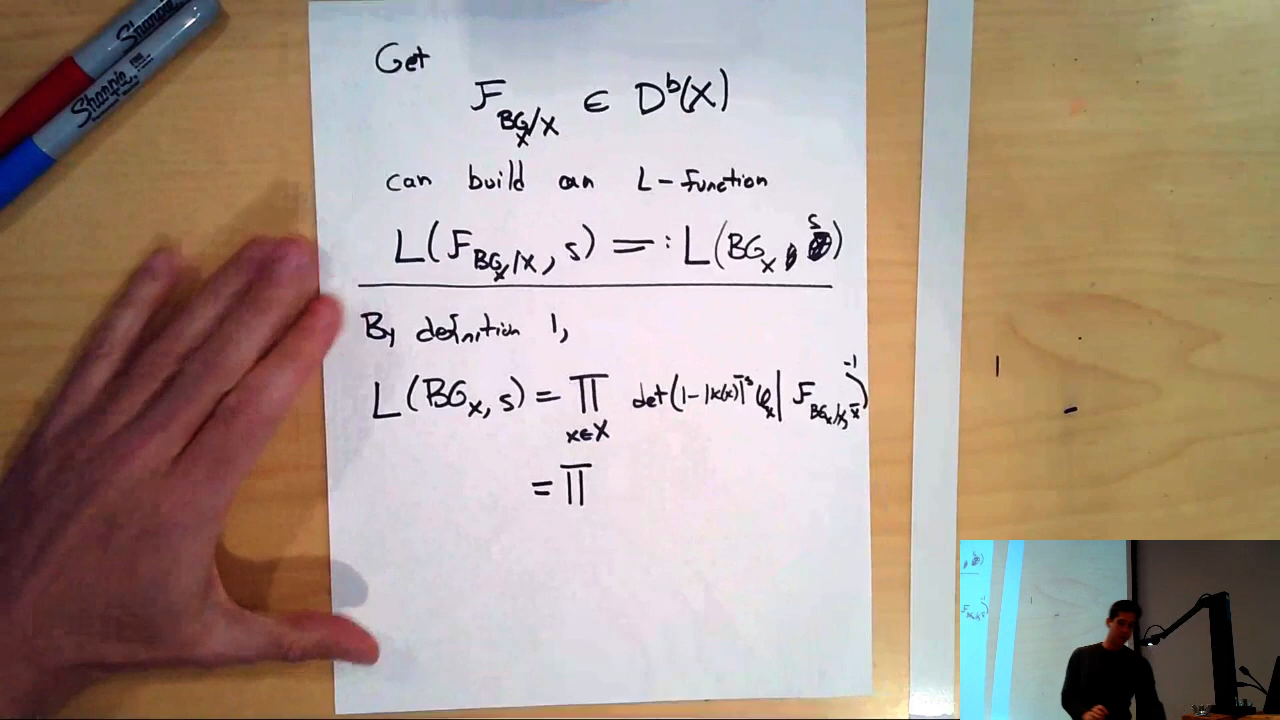 Sharpie
Sharpie
Get
F_{BG_x/X} ∈ D^b(X)
can build an L-function
L(F_{BG_x/X}, s) =: L(BG_x, s)
By definition 1,
L(BG_x, s) = ∏_{x∈X} det(1-|κ(x)|^{-s} φ_x | F_{BG_x/X, x̄})^{-1}
= ∏